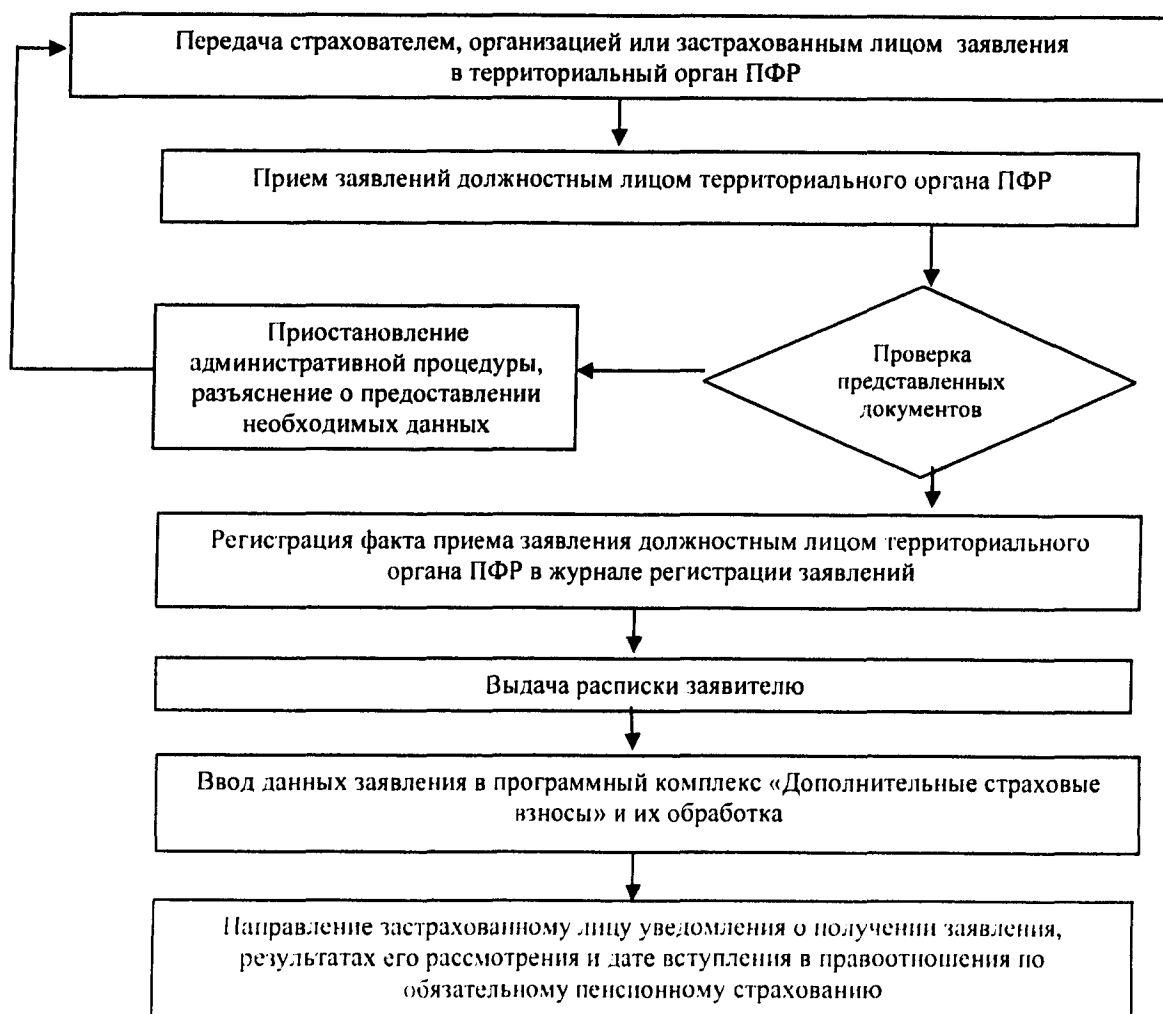 Передача страхователем, организацией или застрахованным лицом заявления
в территориальный орган ПФР
Прием заявлений должностным лицом территориального органа ПФР
Приостановление
административной процедуры,
разъяснение о предоставлении
необходимых данных
Проверка
представленных
документов
Регистрация факта приема заявления должностным лицом территориального
органа ПФР в журнале регистрации заявлений
Выдача расписки заявителю
Ввод данных заявления в программный комплекс «Дополнительные страховые
взносы» и их обработка
Направление застрахованному лицу уведомления о получении заявления,
результатах его рассмотрения и дате вступления в правоотношения по
обязательному пенсионному страхованию